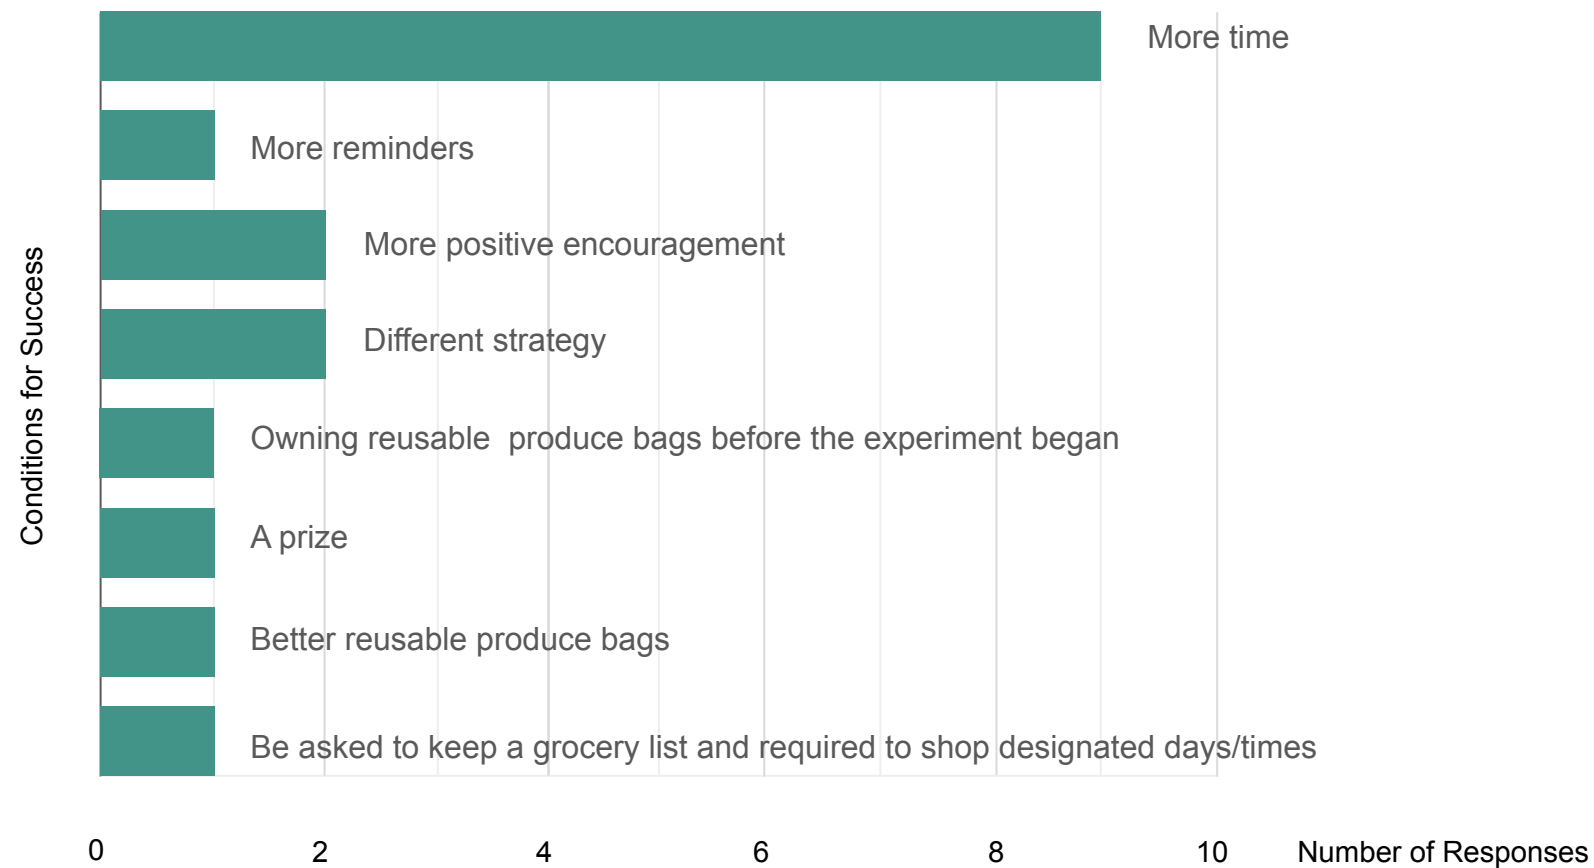 More time
More reminders
More positive encouragement
Different strategy
Owning reusable  produce bags before the experiment began
A prize
Better reusable produce bags
Be asked to keep a grocery list and required to shop designated days/times
Conditions for Success
0 2 4 6 8 10 Number of Responses